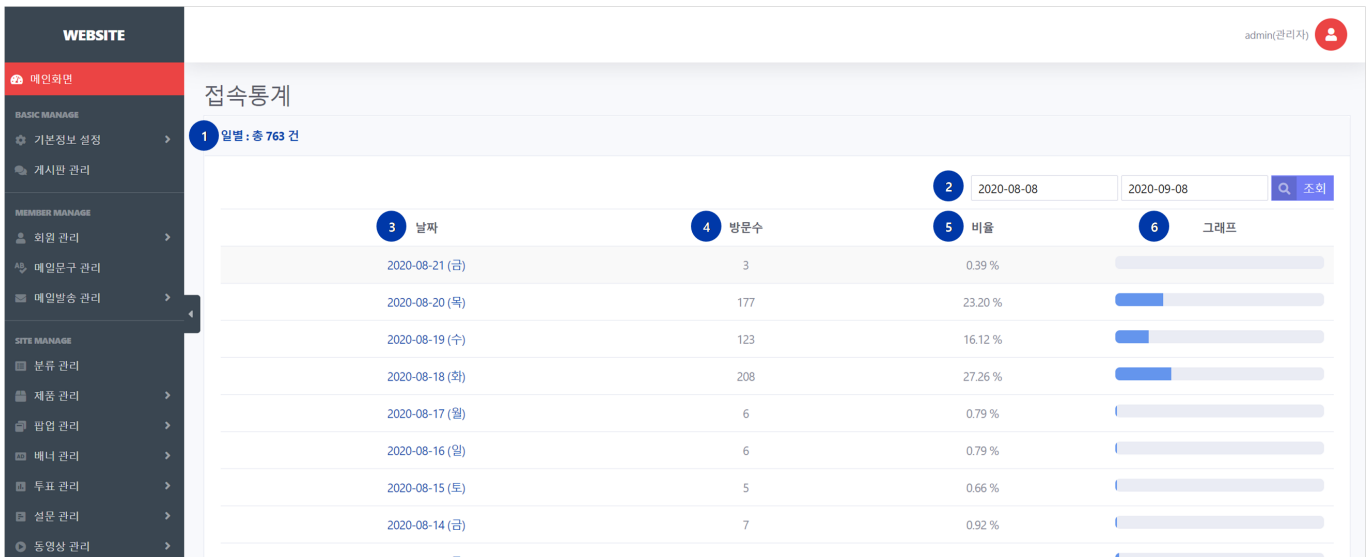 WEBSITE
admin(관리자)
메인화면
BASIC MANAGE
기본정보 설정
게시판 관리
MEMBER MANAGE
회원 관리
메일문구 관리
메일발송 관리
SITE MANAGE
분류 관리
제품 관리
팝업 관리
배너 관리
투표 관리
설문 관리
동영상 관리
접속통계
1 일별 : 총 763 건
2 2020-08-08 2020-09-08 조회
3 날짜 4 방문수 5 비율 6 그래프
2020-08-21 (금) 3 0.39 %
2020-08-20 (목) 177 23.20 %
2020-08-19 (수) 123 16.12 %
2020-08-18 (화) 208 27.26 %
2020-08-17 (월) 6 0.79 %
2020-08-16 (일) 6 0.79 %
2020-08-15 (토) 5 0.66 %
2020-08-14 (금) 7 0.92 %